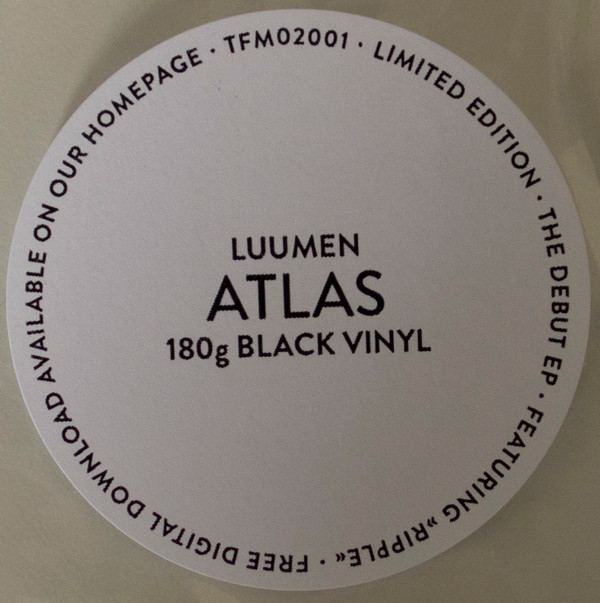 LUUMEN
ATLAS
180g BLACK VINYL
TFM02001 · LIMITED EDITION · THE DEBUT EP · FEATURING »RIPPLE« · FREE DIGITAL DOWNLOAD AVAILABLE ON OUR HOMEPAGE ·